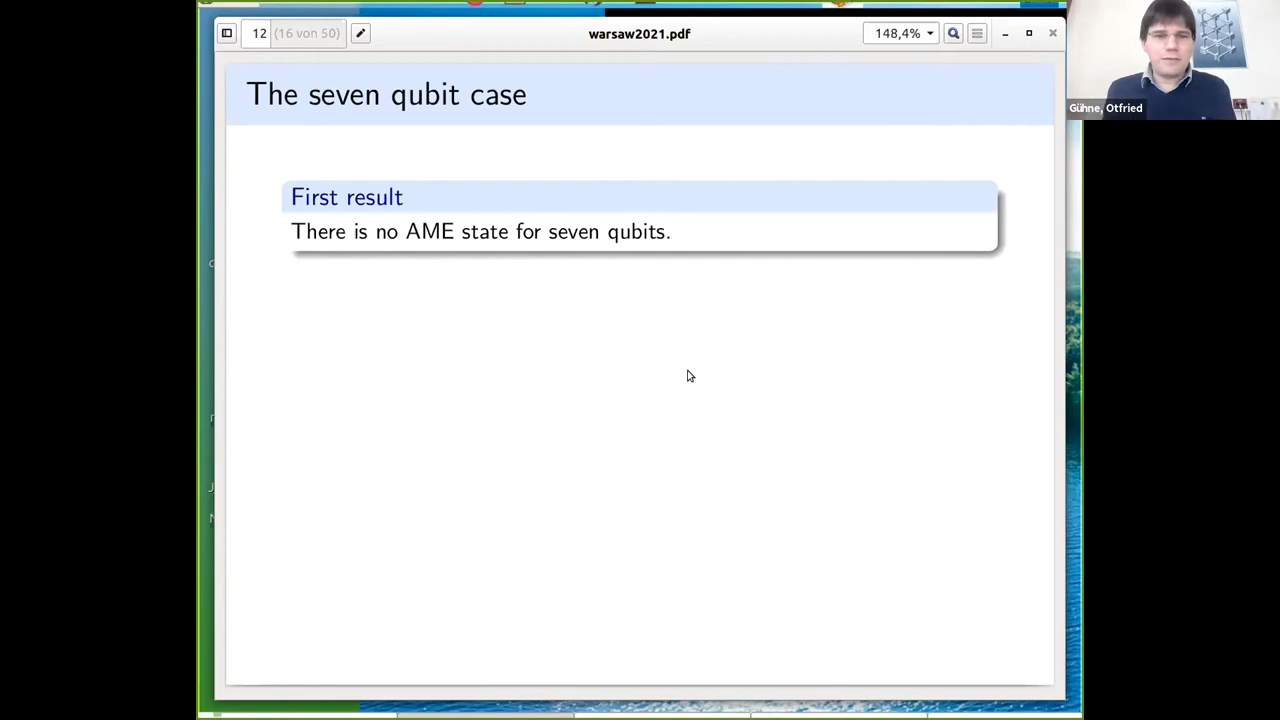 12 (16 von 50)
warsaw2021.pdf
148,4%
Gühne, Otfried
The seven qubit case
First result
There is no AME state for seven qubits.